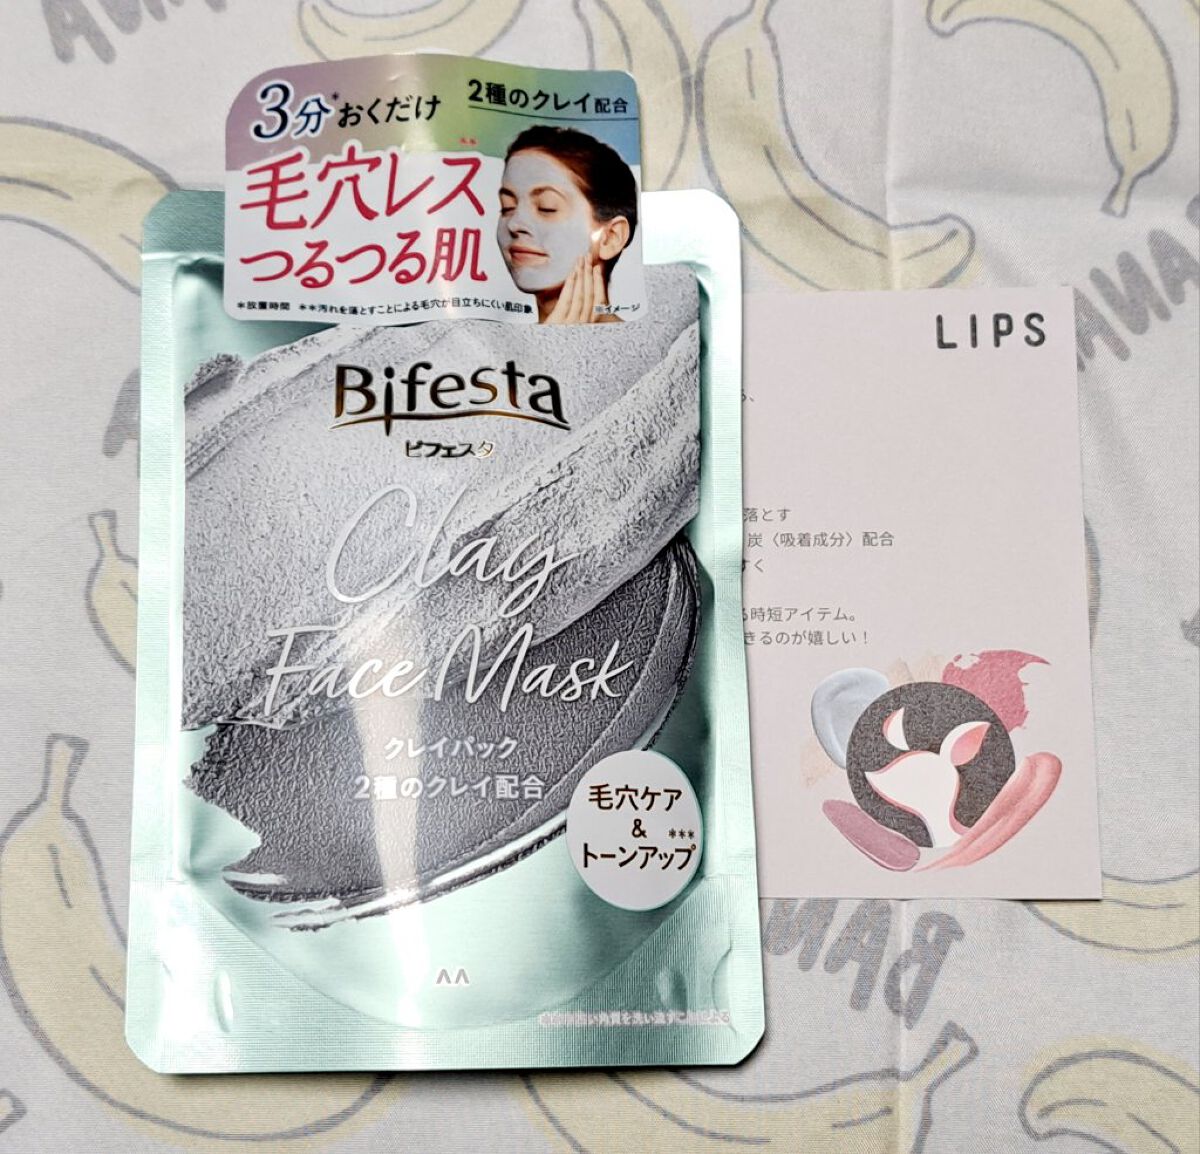 3分*おくだけ
2種のクレイ配合
毛穴レス**
つるつる肌
*放置時間 **汚れを落とすことによる毛穴が目立ちにくい肌印象
※イメージ
Bifesta
ビフェスタ
Clay
Face Mask
クレイパック
2種のクレイ配合
毛穴ケア
&
トーンアップ***
LIPS
落とす
炭〈吸着成分〉配合
すく
る時短アイテム。
きるのが嬉しい!
BANANA